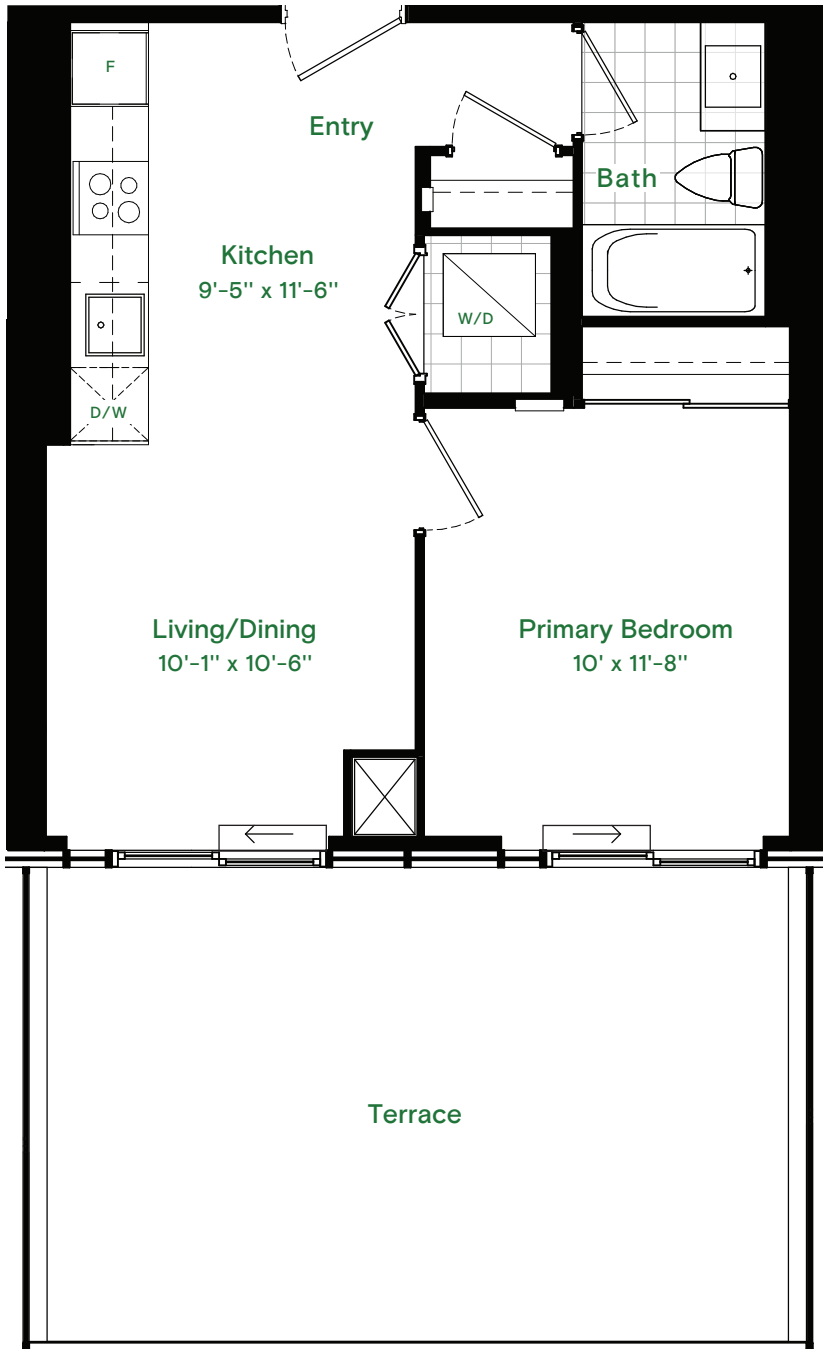 F
Entry
Bath
Kitchen
9'-5" x 11'-6"
W/D
D/W
Living/Dining
10'-1" x 10'-6"
Primary Bedroom
10' x 11'-8"
Terrace